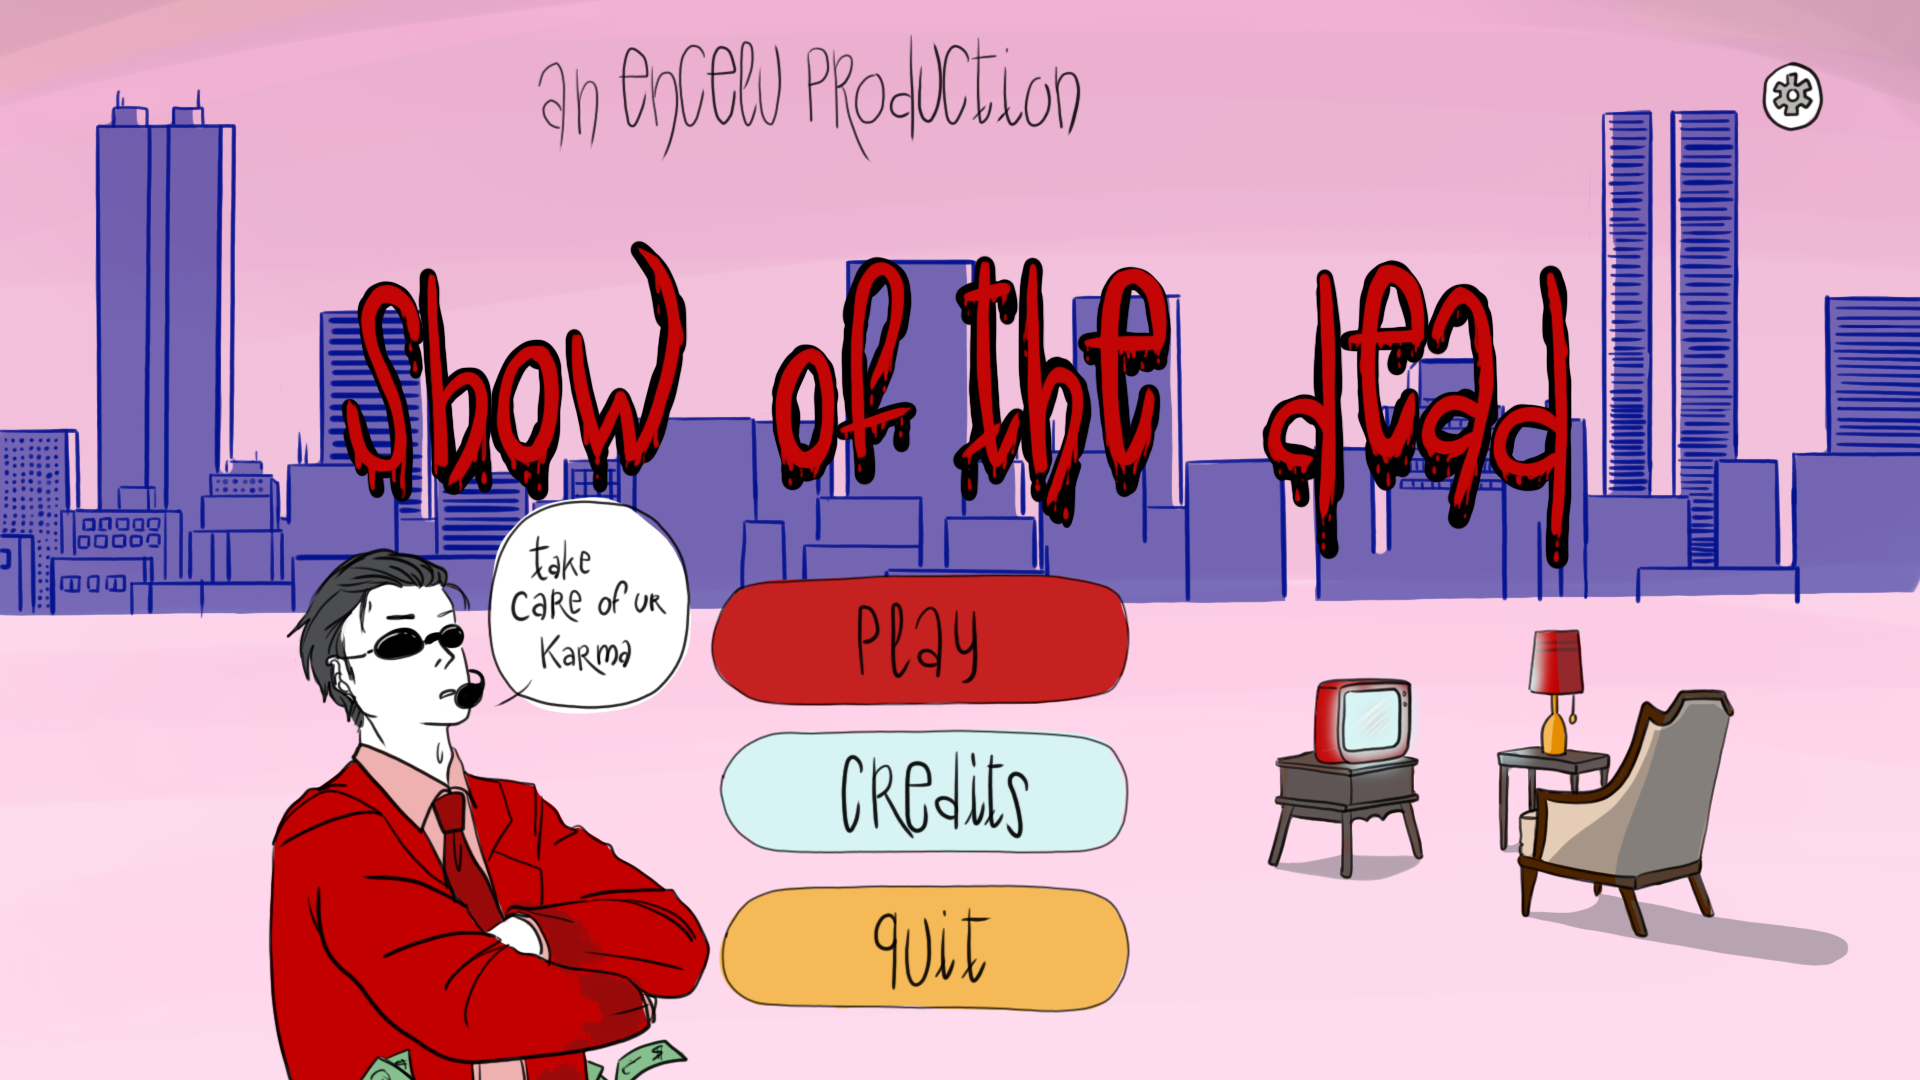 an encelu production
Show of the dead
take
care of ur
karma
play
credits
quit
$